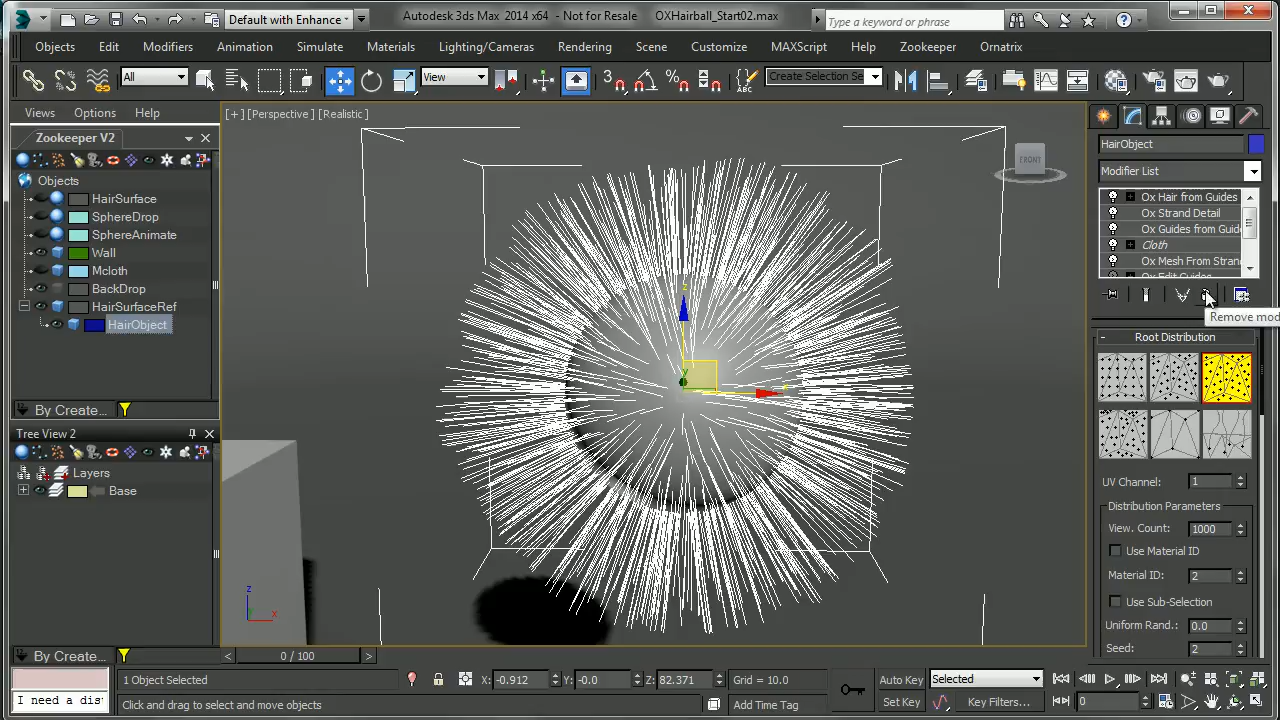 Default with Enhance
Autodesk3ds Max 2014 x64 - Not for Resale OXHairball_Start02.max
Type a keyword or phrase
Objects Edit Modifiers Animation Simulate Materials Lighting/Cameras Rendering Scene Customize MAXScript Help Zookeeper Ornatrix
All
View
3
%
ABC
Create Selection Se
Views Options Help
Zookeeper V2
Objects
HairSurface
SphereDrop
SphereAnimate
Wall
Mcloth
BackDrop
HairSurfaceRef
HairObject
By Create...
Tree View 2
Layers
Base
By Create...
[+] [Perspective] [Realistic]
FRONT
z
y
z
x
HairObject
Modifier List
Ox Hair from Guides
Ox Strand Detail
Ox Guides from Guid
Cloth
Ox Mesh From Stran
Ox Edit Guides
Remove mod
- Root Distribution
UV Channel: 1
Distribution Parameters
View. Count: 1000
Use Material ID
Material ID: 2
Use Sub-Selection
Uniform Rand.: 0.0
Seed: 2
< 0 / 100 >
1 Object Selected
X: -0.912 Y: -0.0 Z: 82.371 Grid = 10.0
Auto Key Selected
I need a dis
Click and drag to select and move objects
Add Time Tag
Set Key Key Filters... 0